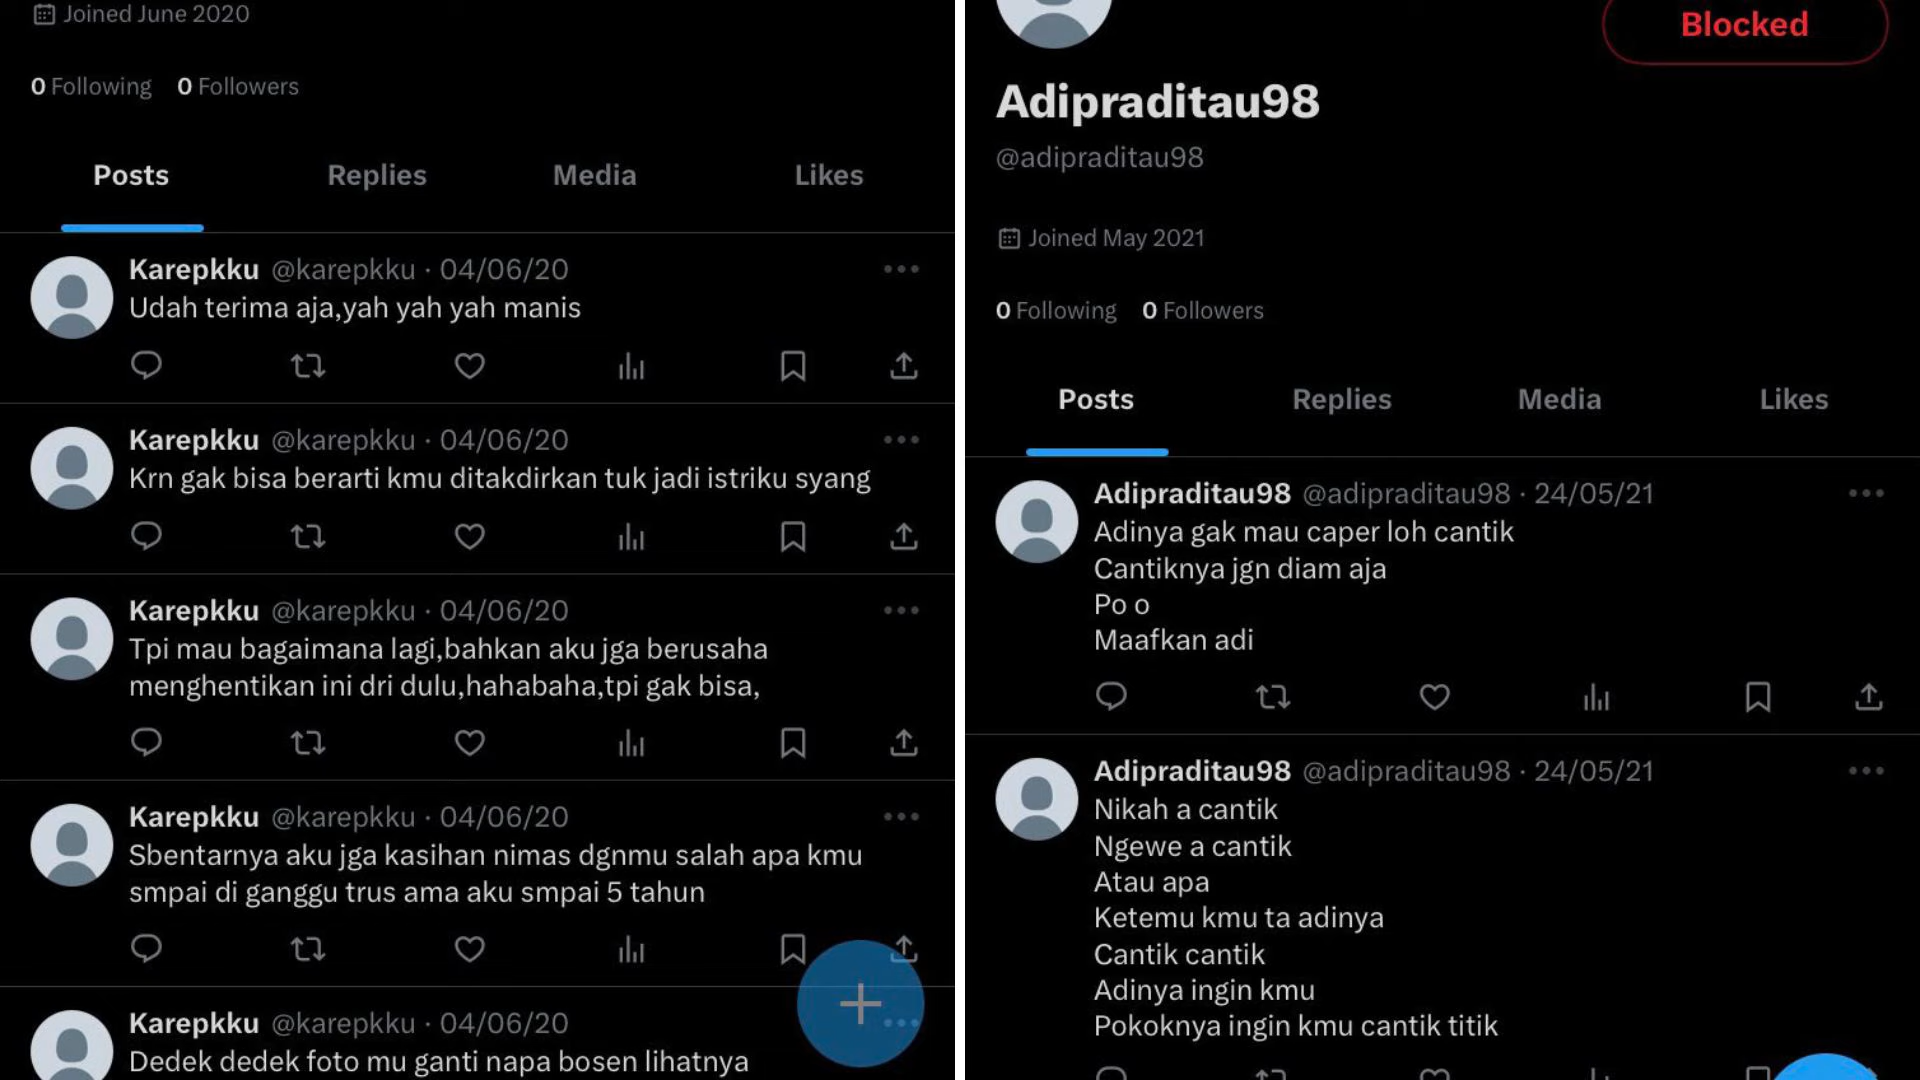 Joined June 2020
0 Following 0 Followers
Posts Replies Media Likes
Karepkku @karepkku · 04/06/20
Udah terima aja,yah yah yah manis
Karepkku @karepkku · 04/06/20
Krn gak bisa berarti kmu ditakdirkan tuk jadi istriku syang
Karepkku @karepkku · 04/06/20
Tpi mau bagaimana lagi,bahkan aku jga berusaha
menghentikan ini dri dulu,hahabaha,tpi gak bisa,
Karepkku @karepkku · 04/06/20
Sbentarnya aku jga kasihan nimas dgnmu salah apa kmu
smpai di ganggu trus ama aku smpai 5 tahun
Karepkku @karepkku · 04/06/20
Dedek dedek foto mu ganti napa bosen lihatnya
Blocked
Adipraditau98
@adipraditau98
Joined May 2021
0 Following 0 Followers
Posts Replies Media Likes
Adipraditau98 @adipraditau98 · 24/05/21
Adinya gak mau caper loh cantik
Cantiknya jgn diam aja
Po o
Maafkan adi
Adipraditau98 @adipraditau98 · 24/05/21
Nikah a cantik
Ngewe a cantik
Atau apa
Ketemu kmu ta adinya
Cantik cantik
Adinya ingin kmu
Pokoknya ingin kmu cantik titik